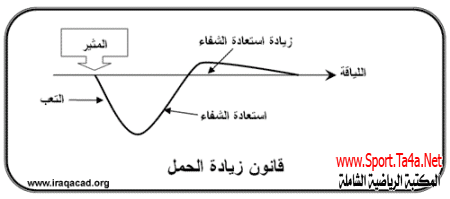 المثير
زيادة استعادة الشفاء
اللياقة
التعب
استعادة الشفاء
قانون زيادة الحمل
www.Sport.Ta4a.Net
المكتبة الرياضية الشاملة
www.iraqacad.org